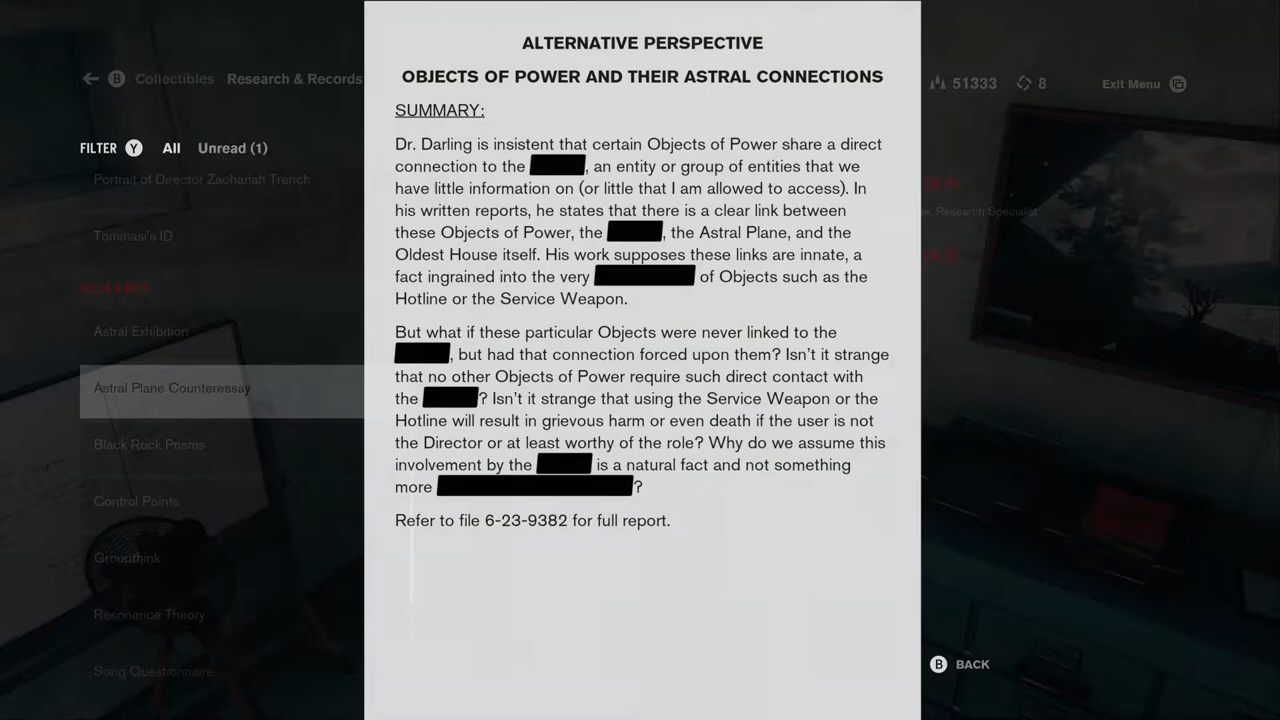 ALTERNATIVE PERSPECTIVE
OBJECTS OF POWER AND THEIR ASTRAL CONNECTIONS
SUMMARY:
Dr. Darling is insistent that certain Objects of Power share a direct
connection to the , an entity or group of entities that we
have little information on (or little that I am allowed to access). In
his written reports, he states that there is a clear link between
these Objects of Power, the , the Astral Plane, and the
Oldest House itself. His work supposes these links are innate, a
fact ingrained into the very of Objects such as the
Hotline or the Service Weapon.
But what if these particular Objects were never linked to the
, but had that connection forced upon them? Isn't it strange
that no other Objects of Power require such direct contact with
the ? Isn't it strange that using the Service Weapon or the
Hotline will result in grievous harm or even death if the user is not
the Director or at least worthy of the role? Why do we assume this
involvement by the is a natural fact and not something
more ?
Refer to file 6-23-9382 for full report.
B Collectibles Research & Records
FILTER Y All Unread (1)
Portrait of Director Zachariah Trench
Tommasi's ID
RESEARCH
Astral Exhibition
Astral Plane Counteressay
Black Rock Prisms
Control Points
Groupthink
Resonance Theory
Song Questionnaire
51333 8 Exit Menu
Research Specialist
B BACK